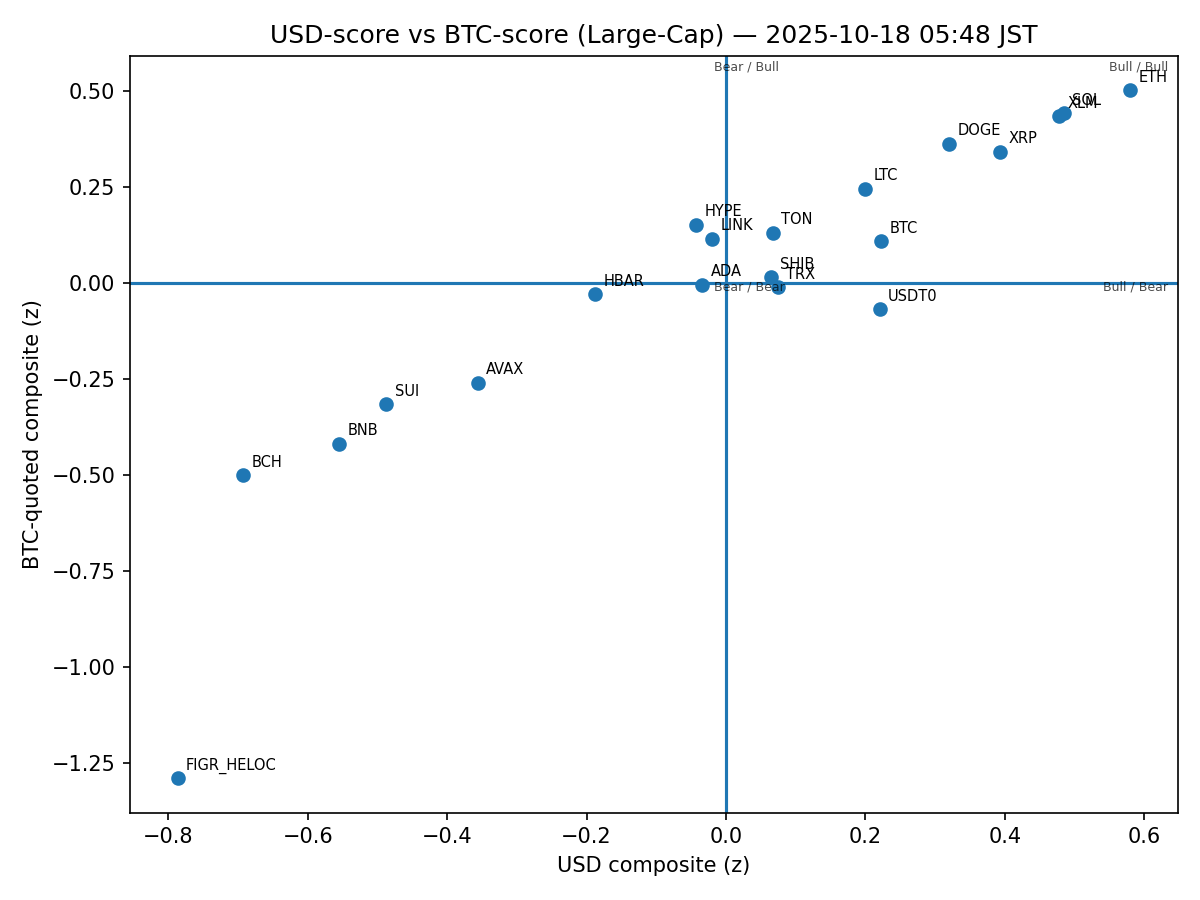 USD-score vs BTC-score (Large-Cap) — 2025-10-18 05:48 JST
Bear / Bull
Bull / Bull
ETH
SOL
XLM
DOGE
XRP
LTC
HYPE
LINK
TON
BTC
SHIB
TRX
ADA
HBAR
Bear / Bear
Bull / Bear
USDT0
AVAX
SUI
BNB
BCH
FIGR_HELOC
0.50
0.25
0.00
−0.25
−0.50
−0.75
−1.00
−1.25
BTC-quoted composite (z)
−0.8
−0.6
−0.4
−0.2
0.0
0.2
0.4
0.6
USD composite (z)